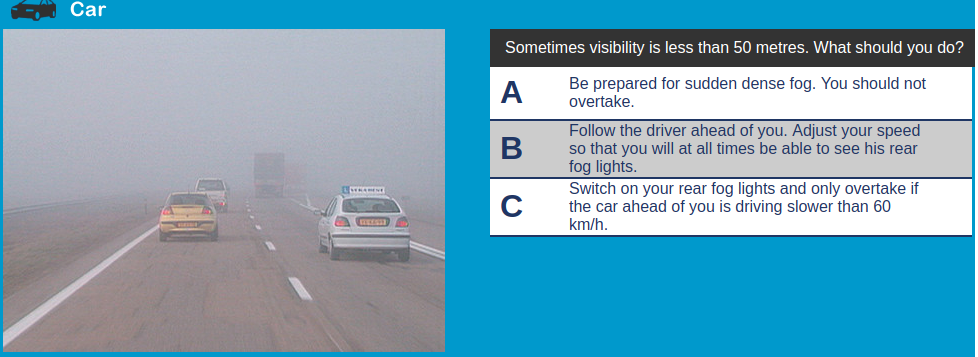 Car
Sometimes visibility is less than 50 metres. What should you do?
A
Be prepared for sudden dense fog. You should not
overtake.
B
Follow the driver ahead of you. Adjust your speed
so that you will at all times be able to see his rear
fog lights.
C
Switch on your rear fog lights and only overtake if
the car ahead of you is driving slower than 60
km/h.